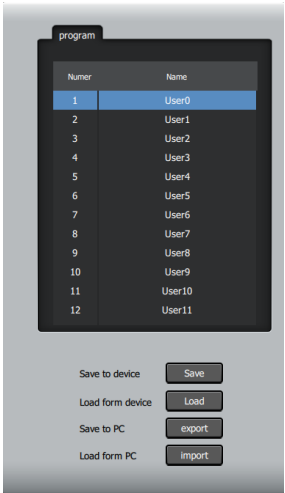 program
Numer Name
1 User0
2 User1
3 User2
4 User3
5 User4
6 User5
7 User6
8 User7
9 User8
10 User9
11 User10
12 User11
Save to device Save
Load form device Load
Save to PC export
Load form PC import